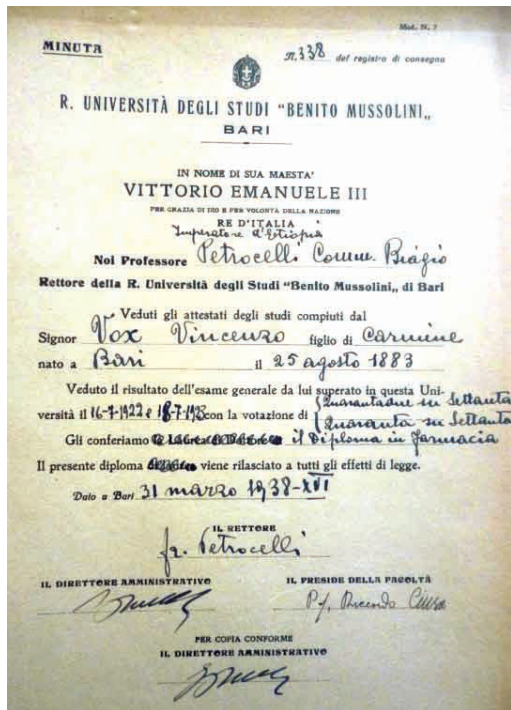 Mod. N. 7
MINUTA
N. 338 del registro di consegna
R. UNIVERSITÀ DEGLI STUDI "BENITO MUSSOLINI„
BARI
IN NOME DI SUA MAESTA'
VITTORIO EMANUELE III
PER GRAZIA DI DIO E PER VOLONTÀ DELLA NAZIONE
RE D'ITALIA
Imperatore d'Etiopia
Noi Professore Petrocelli Comm. Biagio
Rettore della R. Università degli Studi "Benito Mussolini„ di Bari
Veduti gli attestati degli studi compiuti dal
Signor Vox Vincenzo figlio di Carmine
nato a Bari il 25 agosto 1883
Veduto il risultato dell'esame generale da lui superato in questa Uni-
versità il 16-7-1922 e 18-7-1923 con la votazione di Quarantadue su Settanta
Quaranta su Settanta
Gli conferiamo il Diploma in Farmacia
Il presente diploma viene rilasciato a tutti gli effetti di legge.
Dato a Bari 31 marzo 1938-XVI
IL RETTORE
fz. Petrocelli
IL DIRETTORE AMMINISTRATIVO IL PRESIDE DELLA FACOLTÀ
Pf. Riccardo
PER COPIA CONFORME
IL DIRETTORE AMMINISTRATIVO